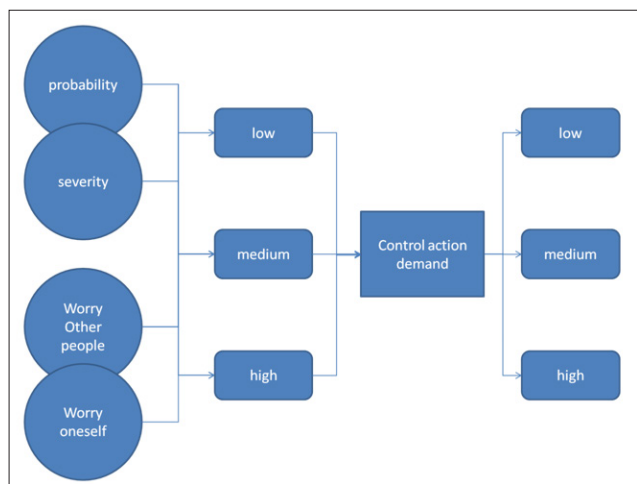 probability
severity
Worry
Other
people
Worry
oneself
low
medium
high
Control action
demand
low
medium
high